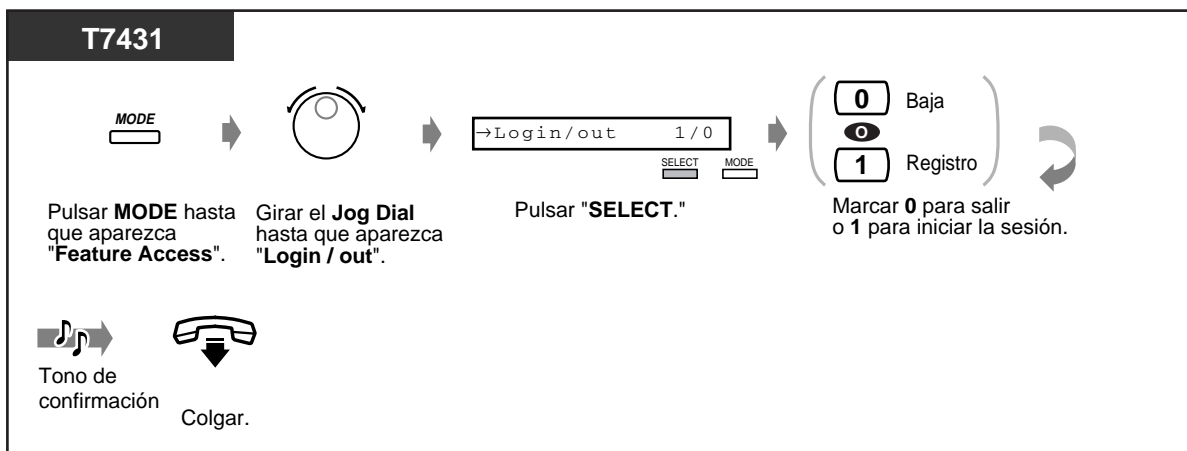 T7431
MODE
Pulsar MODE hasta
que aparezca
"Feature Access".
Girar el Jog Dial
hasta que aparezca
"Login / out".
→Login/out 1/0
SELECT MODE
Pulsar "SELECT."
0 Baja
O
1 Registro
Marcar 0 para salir
o 1 para iniciar la sesión.
Tono de
confirmación
Colgar.